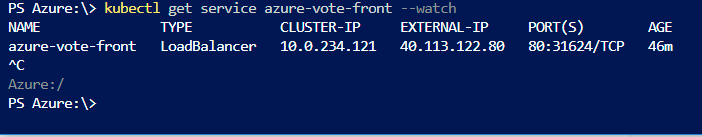 PS Azure:\> kubectl get service azure-vote-front --watch
NAME TYPE CLUSTER-IP EXTERNAL-IP PORT(S) AGE
azure-vote-front LoadBalancer 10.0.234.121 40.113.122.80 80:31624/TCP 46m
^C
Azure:/
PS Azure:\>